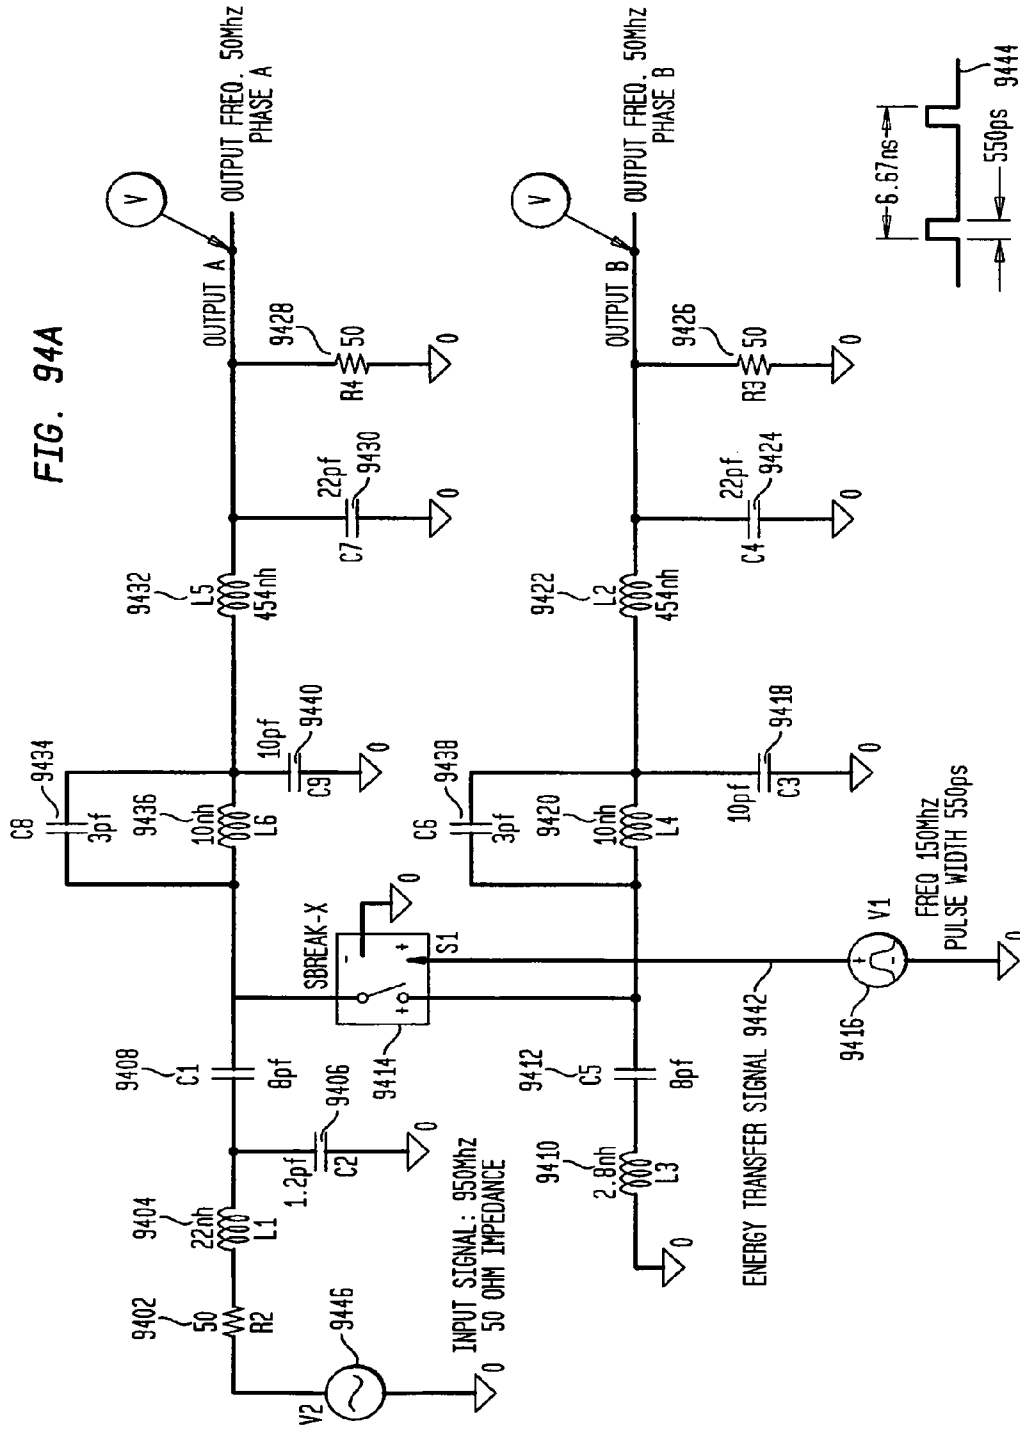 FIG. 94A
V2
9446
9402
50
R2
9404
22nh
L1
1.2pf
9406
C2
0
0
INPUT SIGNAL: 950Mhz
50 OHM IMPEDANCE
9408
C1
8pf
9414
SBREAK-X
S1
-
+
+
0
C8
9434
3pf
9436
10nh
L6
10pf
9440
C9
0
9432
L5
454nh
22pf
9430
C7
0
9428
50
R4
0
OUTPUT A
V
OUTPUT FREQ. 50Mhz
PHASE A
9410
2.8nh
L3
0
9412
C5
8pf
C6
9438
3pf
9420
10nh
L4
10pf
9418
C3
0
9422
L2
454nh
22pf
9424
C4
0
9426
50
R3
0
OUTPUT B
V
OUTPUT FREQ. 50Mhz
PHASE B
ENERGY TRANSFER SIGNAL 9442
9416
+
-
V1
FREQ 150Mhz
PULSE WIDTH 550ps
0
6.67ns
550ps
9444